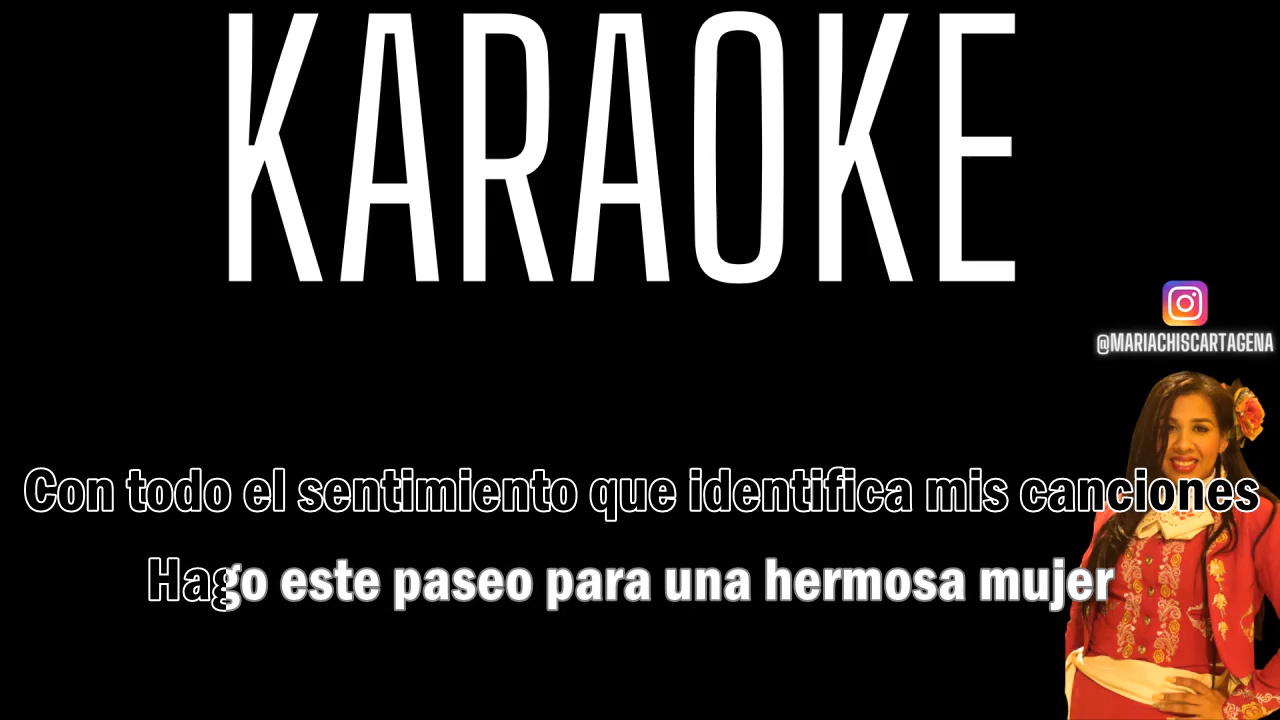 KARAOKE
@MARIACHISCARTAGENA
Con todo el sentimiento que identifica mis canciones
Hago este paseo para una hermosa mujer